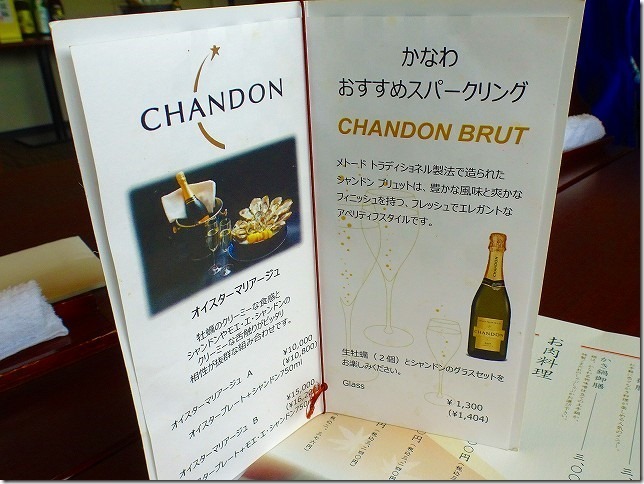 CHANDON
オイスターマリアージュ
牡蠣のクリーミーな食感と
シャンドンやモエ・エ・シャンドンの
クリーミーな舌触りがピッタリ
相性が抜群な組み合わせです。
オイスターマリアージュ A
¥10,000
オイスタープレート+シャンドン750ml
(¥10,800)
オイスターマリアージュ B
¥15,000
スタープレート+モエ・エ・シャンドン750
かなわ
おすすめスパークリング
CHANDON BRUT
メトード トラディショネル製法で造られた
シャンドン ブリュットは、豊かな風味と爽かな
フィニッシュを持つ、フレッシュでエレガントな
アペリティフスタイルです。
CHANDON
生牡蠣(2個)とシャンドンのグラスセットを
お楽しみください。
Glass
¥ 1,300
(¥1,404)
お肉料理
かき鍋御膳